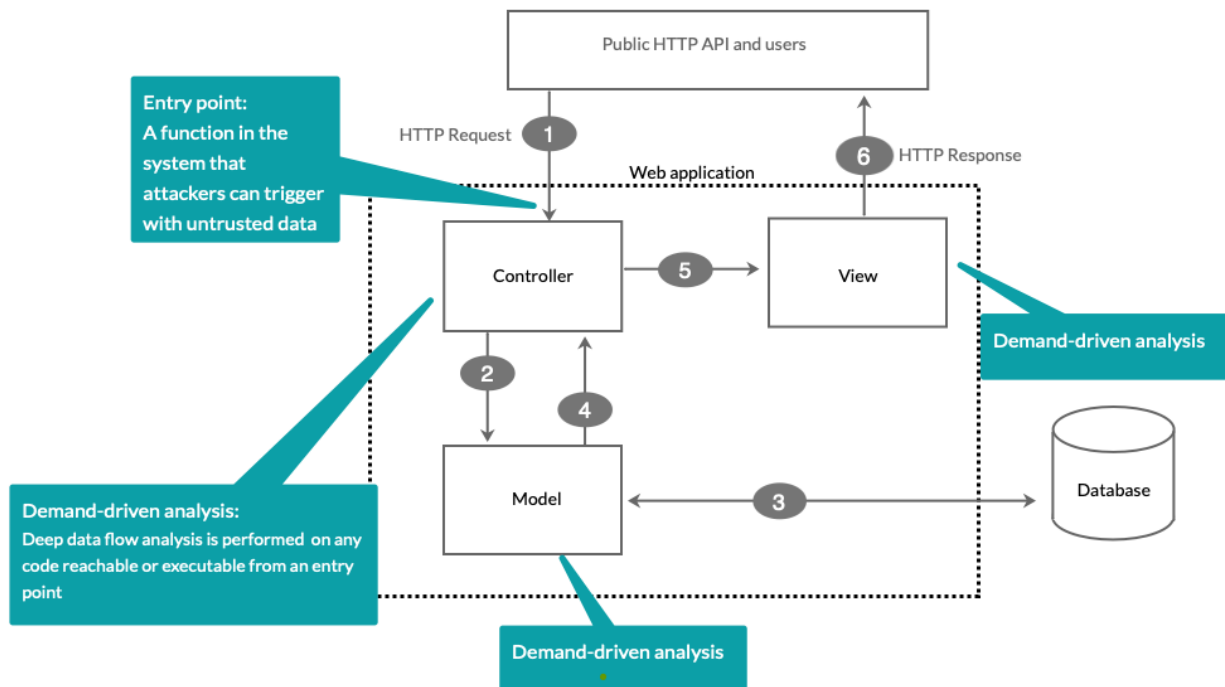 Public HTTP API and users
Entry point:
A function in the
system that
attackers can trigger
with untrusted data
HTTP Request
1
6
HTTP Response
Web application
Controller
5
View
Demand-driven analysis
2
4
Demand-driven analysis:
Deep data flow analysis is performed on any
code reachable or executable from an entry
point
Model
3
Database
Demand-driven analysis